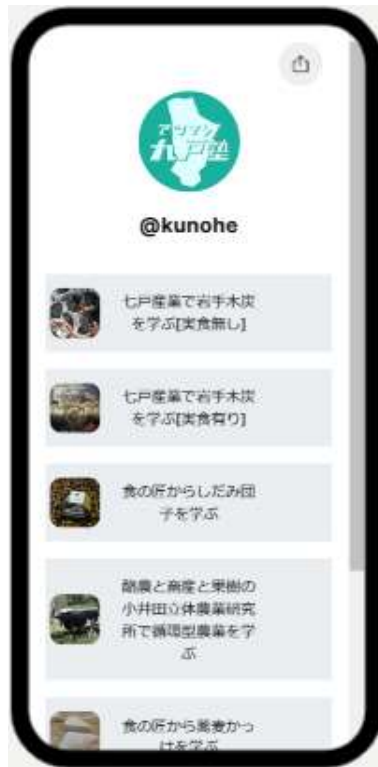 アツマク
九戸塾
@kunohe
七戸産業で岩手木炭
を学ぶ[実食無し]
七戸産業で岩手木炭
を学ぶ[実食有り]
食の匠からしだみ団
子を学ぶ
酪農と畜産と果樹の
小井田立体農業研究
所で循環型農業を学
ぶ
食の匠から蕎麦かっ
けを学ぶ